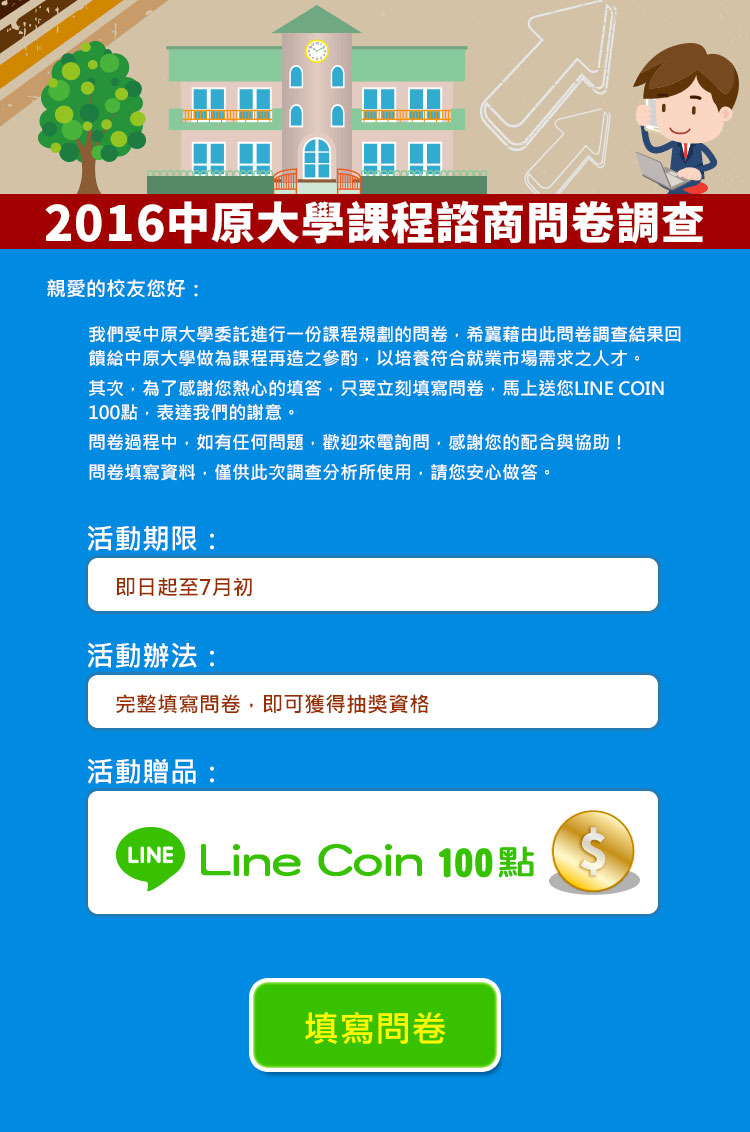 2016中原大學課程諮商問卷調查
親愛的校友您好：
我們受中原大學委託進行一份課程規劃的問卷，希冀藉由此問卷調查結果回
饋給中原大學做為課程再造之參酌，以培養符合就業市場需求之人才。
其次，為了感謝您熱心的填答，只要立刻填寫問卷，馬上送您LINE COIN
100點，表達我們的謝意。
問卷過程中，如有任何問題，歡迎來電詢問，感謝您的配合與協助！
問卷填寫資料，僅供此次調查分析所使用，請您安心做答。
活動期限：
即日起至7月初
活動辦法：
完整填寫問卷，即可獲得抽獎資格
活動贈品：
LINE Line Coin 100點 $
填寫問卷